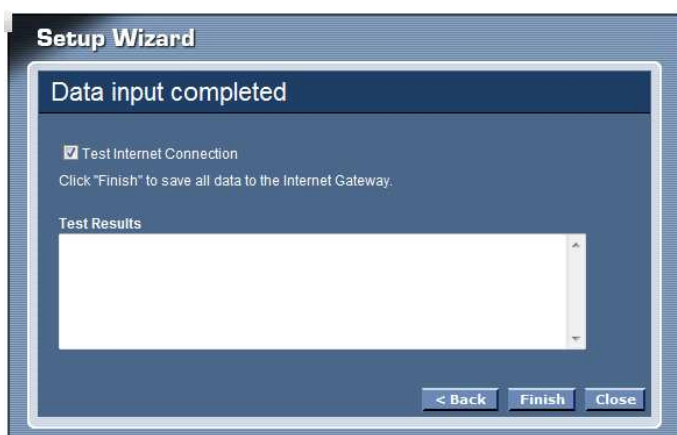 Setup Wizard
Data input completed
Test Internet Connection
Click "Finish" to save all data to the Internet Gateway.
Test Results
< Back Finish Close